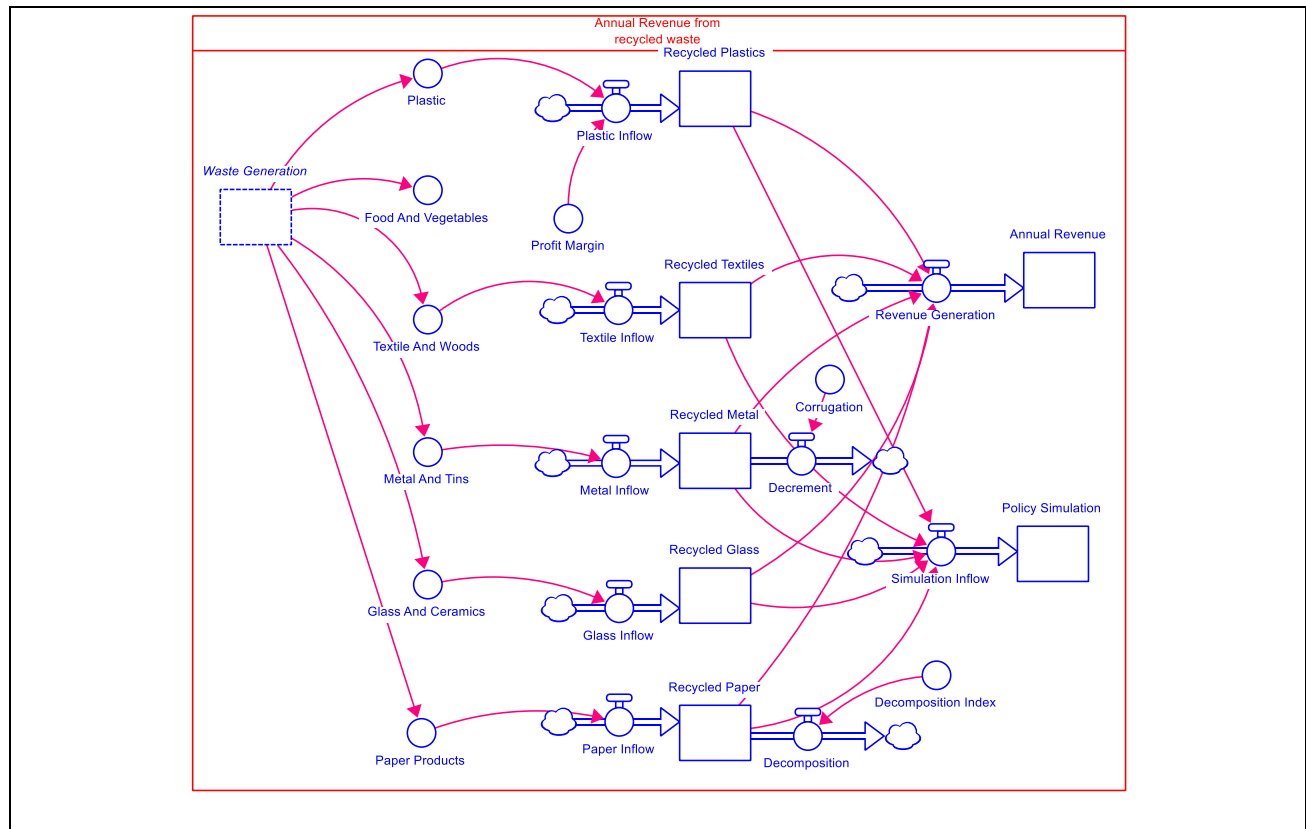 Annual Revenue from
recycled waste
Recycled Plastics
Plastic
Plastic Inflow
Waste Generation
Food And Vegetables
Profit Margin
Annual Revenue
Recycled Textiles
Revenue Generation
Textile And Woods
Textile Inflow
Corrugation
Recycled Metal
Metal And Tins
Metal Inflow
Decrement
Policy Simulation
Recycled Glass
Simulation Inflow
Glass And Ceramics
Glass Inflow
Recycled Paper
Decomposition Index
Paper Products
Paper Inflow
Decomposition